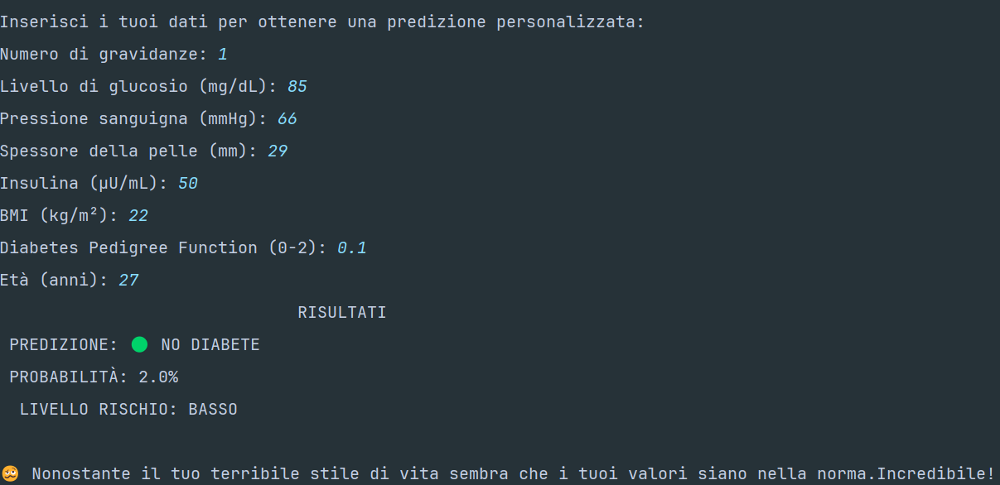 Inserisci i tuoi dati per ottenere una predizione personalizzata:
Numero di gravidanze: 1
Livello di glucosio (mg/dL): 85
Pressione sanguigna (mmHg): 66
Spessore della pelle (mm): 29
Insulina (μU/mL): 50
BMI (kg/m²): 22
Diabetes Pedigree Function (0-2): 0.1
Età (anni): 27
RISULTATI
PREDIZIONE: 🟢 NO DIABETE
PROBABILITÀ: 2.0%
LIVELLO RISCHIO: BASSO
🥴 Nonostante il tuo terribile stile di vita sembra che i tuoi valori siano nella norma.Incredibile!